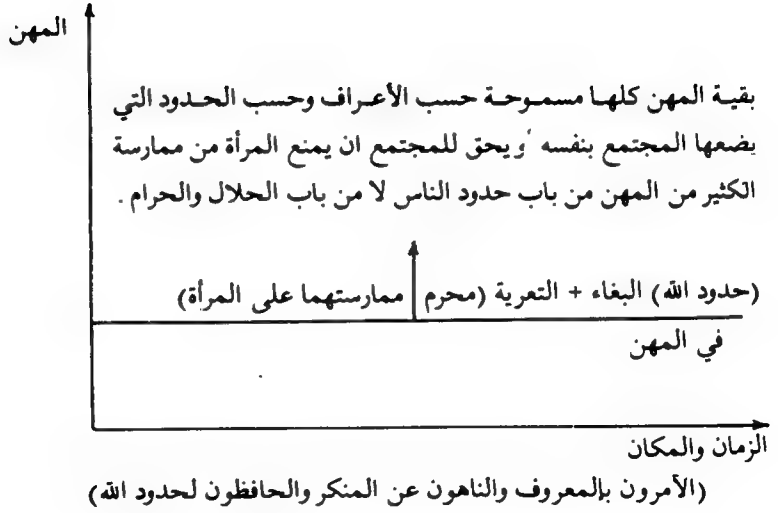 المهن
بقية المهن كلها مسموحة حسب الأعراف وحسب الحدود التي
يضعها المجتمع بنفسه ويحق للمجتمع ان يمنع المرأة من ممارسة
الكثير من المهن من باب حدود الناس لا من باب الحلال والحرام .
(حدود الله) البغاء + التعرية (محرم ممارستهما على المرأة)
في المهن
الزمان والمكان
(الآمرون بالمعروف والناهون عن المنكر والحافظون لحدود الله)